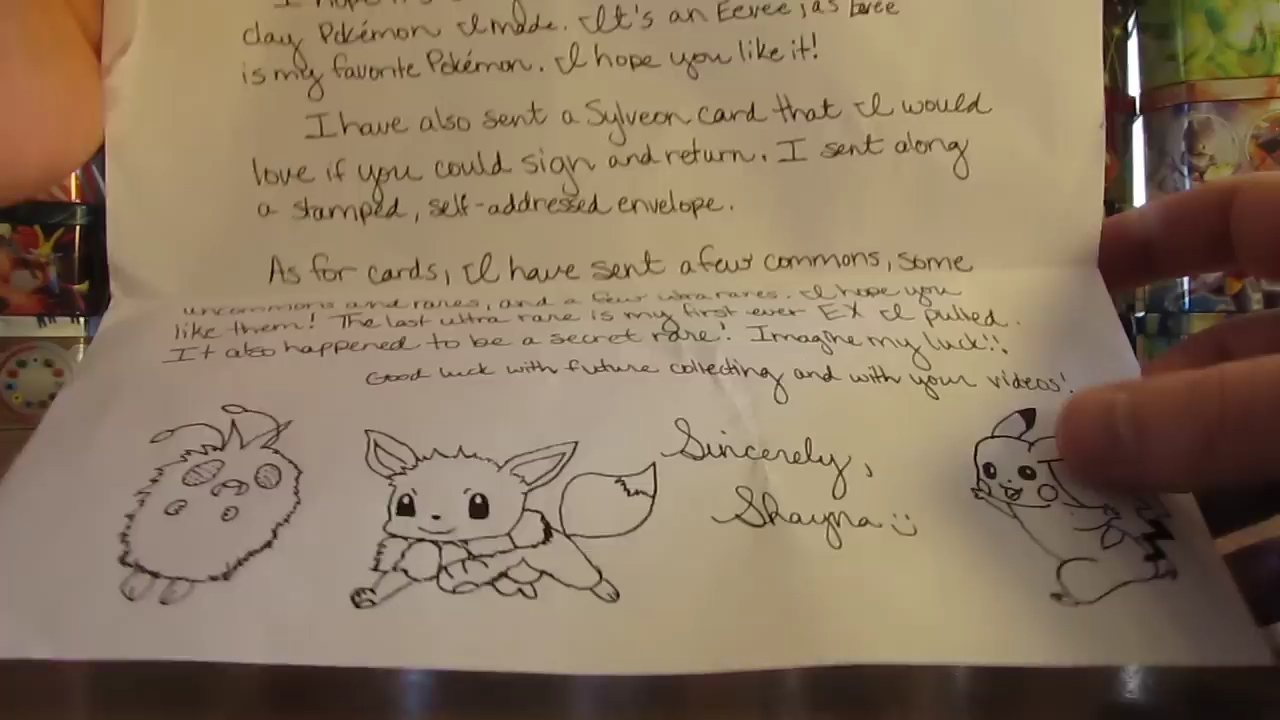 I hope
clay Pokémon I made. It's an Eevee, as Eevee
is my favorite Pokémon. I hope you like it!
I have also sent a Sylveon card that I would
love if you could sign and return. I sent along
a stamped, self-addressed envelope.
As for cards, I have sent a few commons, some
uncommons and rares, and a few ultra rares. I hope you
like them! The last ultra rare is my first ever EX I pulled.
It also happened to be a secret rare! Imagine my luck!!
Good luck with future collecting and with your videos!
Sincerely,
Shayna :)